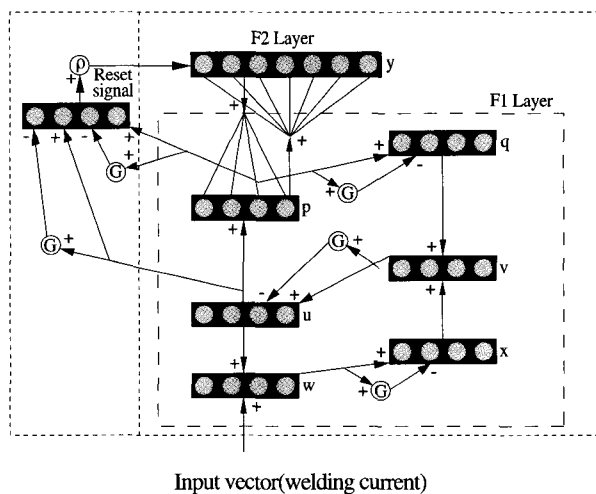 F2 Layer
ρ
y
+
Reset
signal
+
F1 Layer
- + - +
+
+
+
+
q
G
+
+ G
-
p
+
G +
G +
+
v
+
-
+
u
+
x
w
+
+ G
-
+
Input vector(welding current)